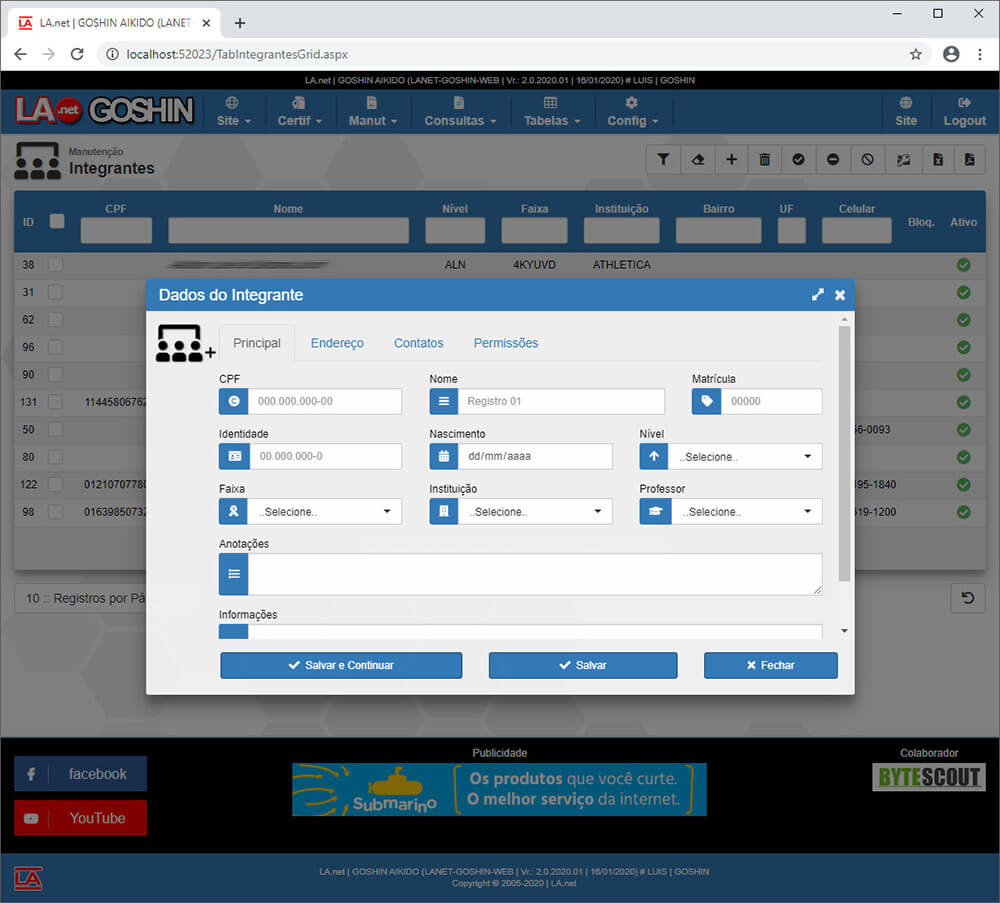 LA.net | GOSHIN AIKIDO (LANET-
localhost:52023/TabIntegrantesGrid.aspx
LA.net | GOSHIN AIKIDO (LANET-GOSHIN-WEB | Vr.: 2.0.2020.01 | 16/01/2020) # LUIS | GOSHIN
LA.net GOSHIN
Site Certif Manut Consultas Tabelas Config Site Logout
Manutenção
Integrantes
ID CPF Nome Nível Faixa Instituição Bairro UF Celular Bloq. Ativo
38 ALN 4KYUVD ATHLETICA
31
62
96
90
131 1144580676
50 6-0093
80
122 0121070778 195-1840
98 0163985073 519-1200
10 :: Registros por Pá
Dados do Integrante
Principal Endereço Contatos Permissões
CPF Nome Matrícula
000.000.000-00 Registro 01 00000
Identidade Nascimento Nível
00.000.000-0 dd/mm/aaaa ..Selecione..
Faixa Instituição Professor
..Selecione.. ..Selecione.. ..Selecione..
Anotações
Informações
Salvar e Continuar Salvar Fechar
Publicidade
Colaborador
facebook
YouTube
Submarino
Os produtos que você curte.
O melhor serviço da internet.
BYTESCOUT
LA
LA.net | GOSHIN AIKIDO (LANET-GOSHIN-WEB | Vr.: 2.0.2020.01 | 16/01/2020) # LUIS | GOSHIN
Copyright © 2005-2020 | LA.net